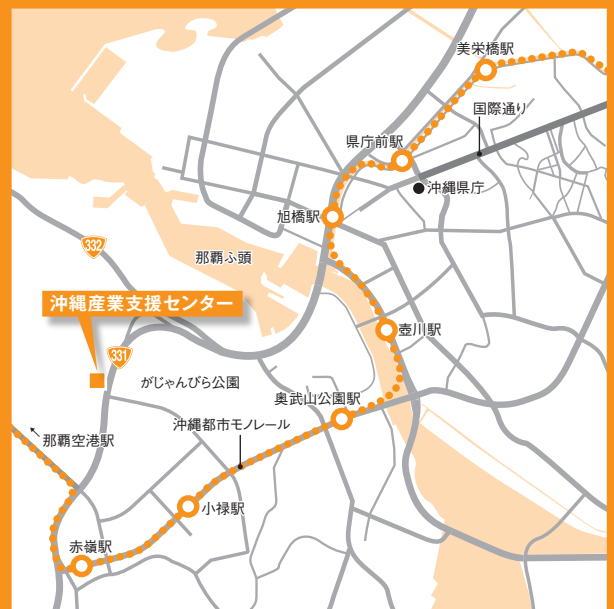 美栄橋駅
国際通り
県庁前駅
沖縄県庁
旭橋駅
332
那覇ふ頭
沖縄産業支援センター
壺川駅
331
がじゃんびら公園
奥武山公園駅
沖縄都市モノレール
那覇空港駅
小禄駅
赤嶺駅